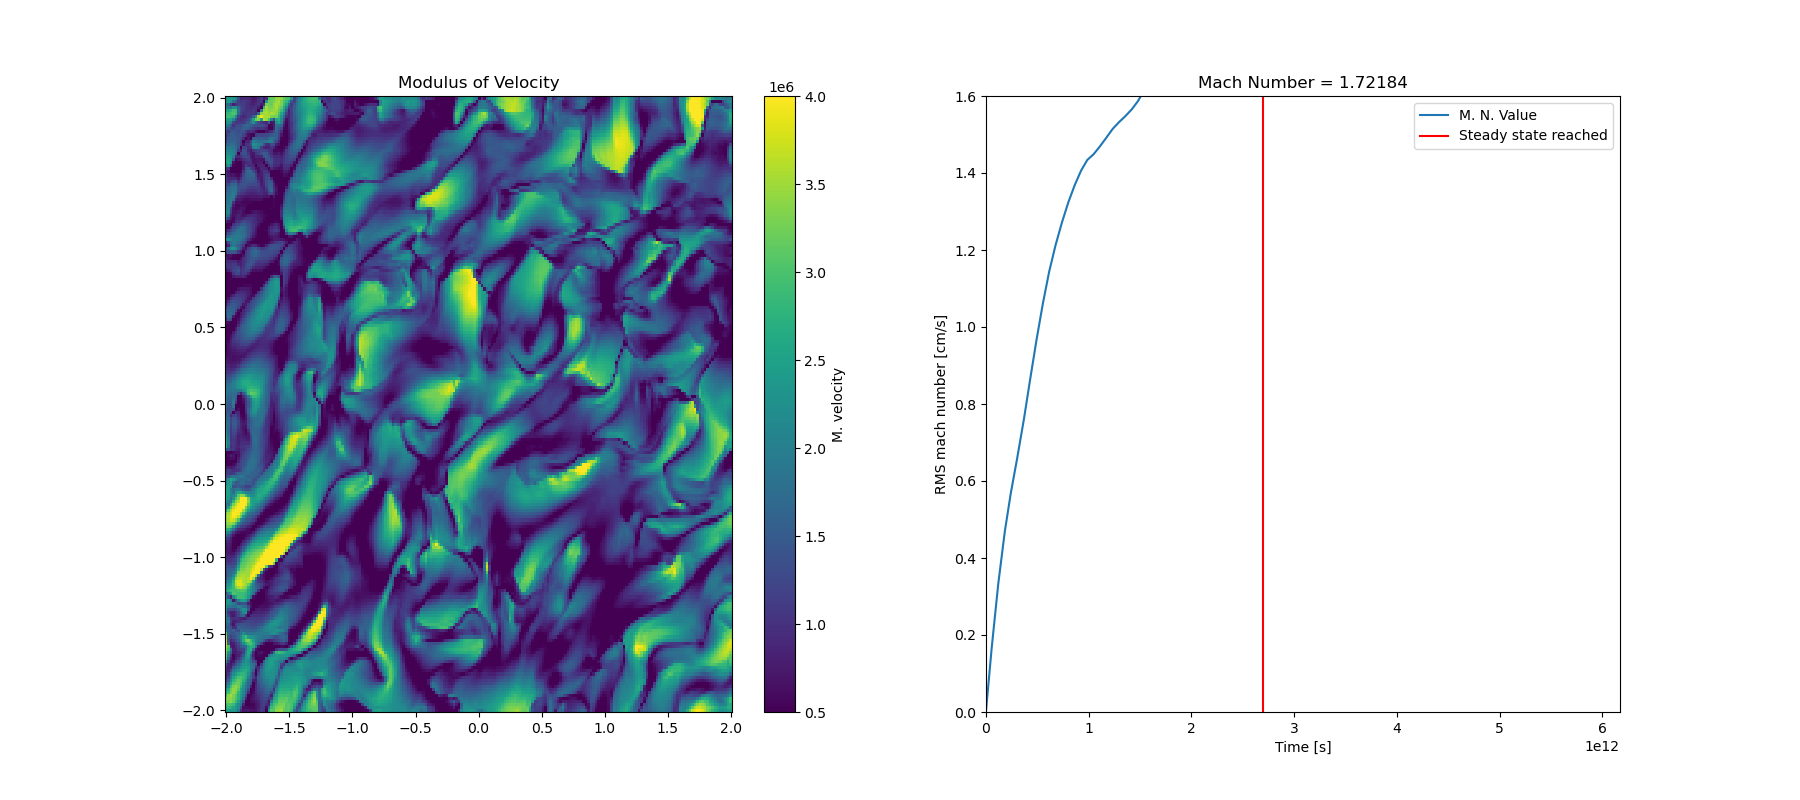 Modulus of Velocity
1e6
2.0
1.5
1.0
0.5
0.0
−0.5
−1.0
−1.5
−2.0
−2.0 −1.5 −1.0 −0.5 0.0 0.5 1.0 1.5 2.0
4.0
3.5
3.0
2.5
2.0
1.5
1.0
0.5
M. velocity
Mach Number = 1.72184
M. N. Value
Steady state reached
RMS mach number [cm/s]
1.6
1.4
1.2
1.0
0.8
0.6
0.4
0.2
0.0
0 1 2 3 4 5 6
1e12
Time [s]